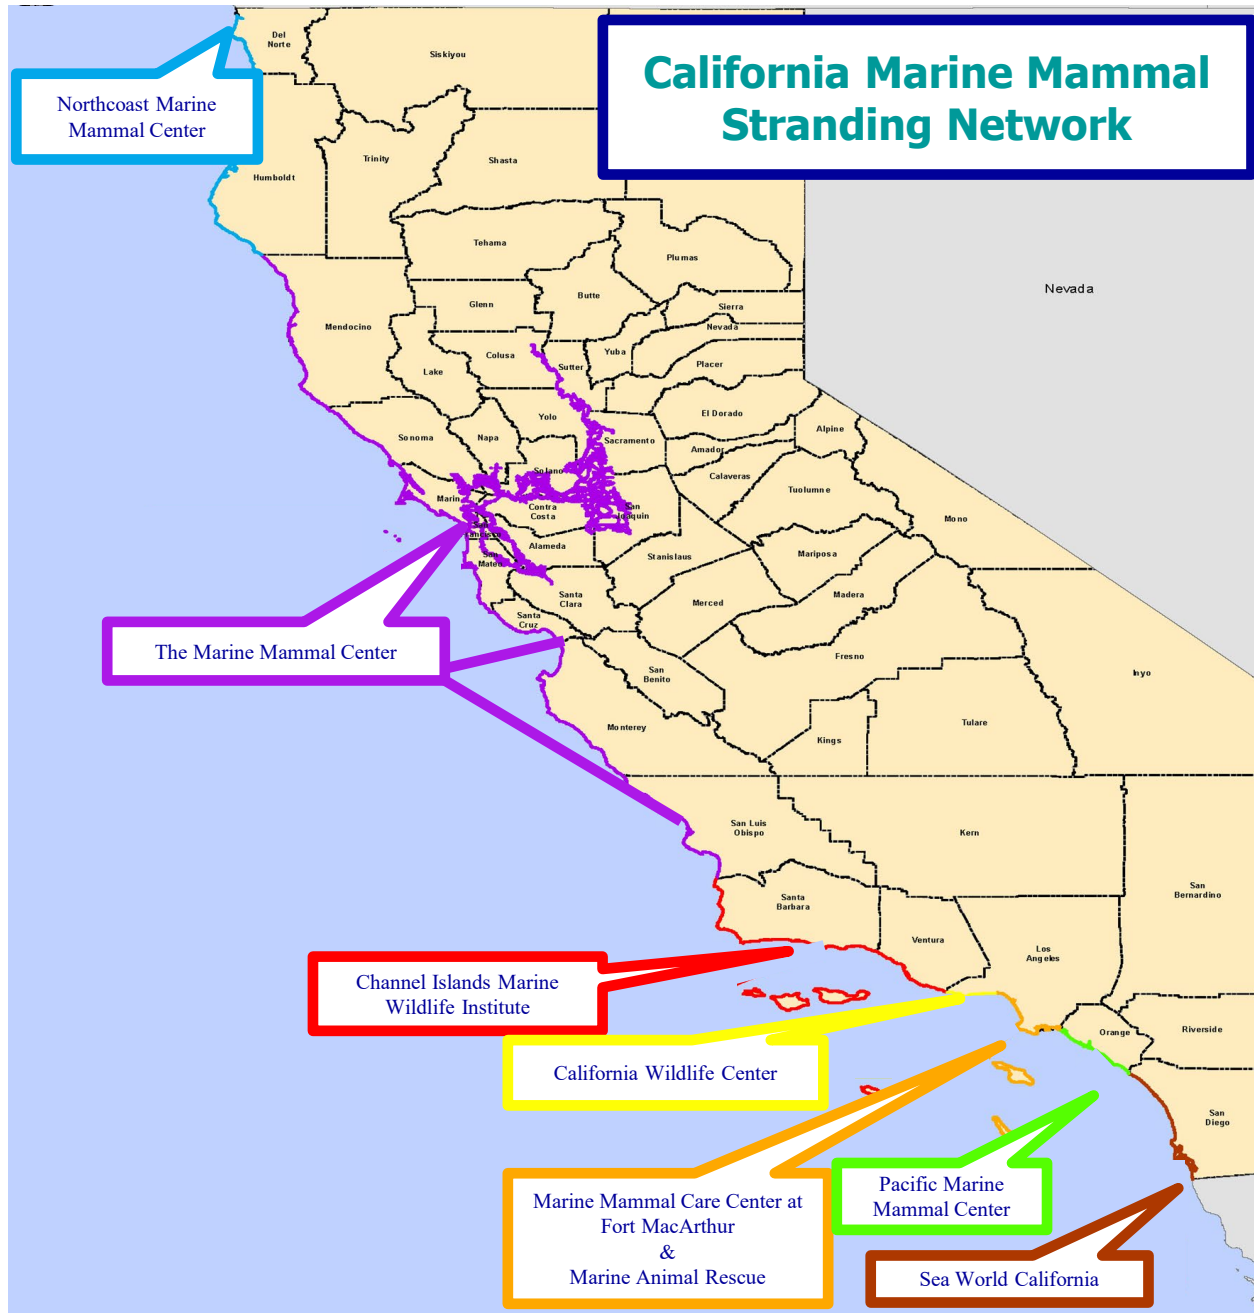 California Marine Mammal
Stranding Network
Del
Norte
Siskiyou
Northcoast Marine
Mammal Center
Trinity
Shasta
Humboldt
Tehama
Plumas
Nevada
Butte
Glenn
Sierra
Mendocino
Nevada
Yuba
Colusa
Placer
Lake
Sutter
El Dorado
Yolo
Alpine
Sonoma
Napa
Sacramento
Amador
Solano
Calaveras
Tuolumne
Marin
Contra
Costa
San
Joaquin
Mono
San
Francisco
Alameda
Stanislaus
Mariposa
San
Mateo
Santa
Clara
Merced
Madera
Santa
Cruz
The Marine Mammal Center
Fresno
San
Benito
Inyo
Monterey
Tulare
Kings
San Luis
Obispo
Kern
San
Bernardino
Santa
Barbara
Ventura
Los
Angeles
Channel Islands Marine
Wildlife Institute
Orange
Riverside
California Wildlife Center
San
Diego
Marine Mammal Care Center at
Fort MacArthur
&
Marine Animal Rescue
Pacific Marine
Mammal Center
Sea World California